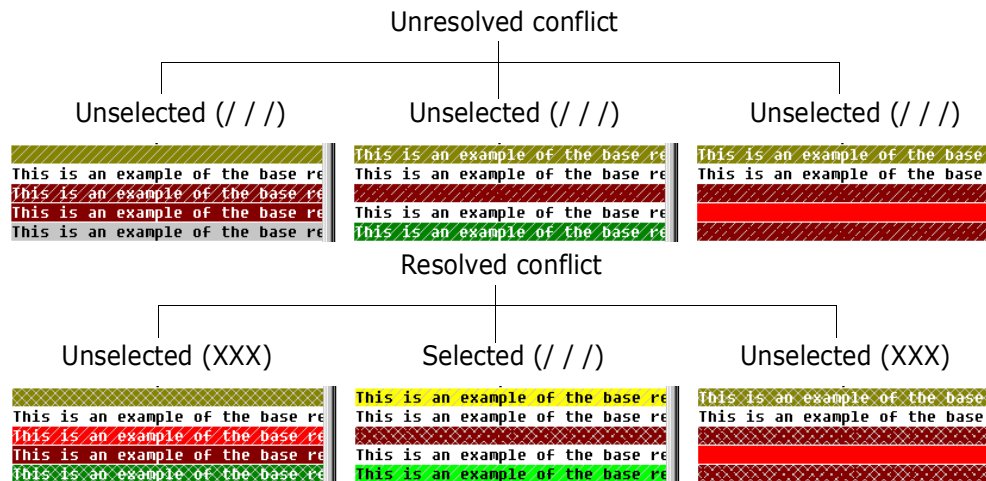 Unresolved conflict
Unselected (/ / /)
Unselected (/ / /)
Unselected (/ / /)
This is an example of the base re
This is an example of the base re
This is an example of the base re
This is an example of the base re
This is an example of the base re
This is an example of the base re
This is an example of the base re
This is an example of the base re
This is an example of the base
This is an example of the base
Resolved conflict
Unselected (XXX)
Selected (/ / /)
Unselected (XXX)
This is an example of the base re
This is an example of the base re
This is an example of the base re
This is an example of the base re
This is an example of the base re
This is an example of the base re
This is an example of the base re
This is an example of the base re
This is an example of the base
This is an example of the base